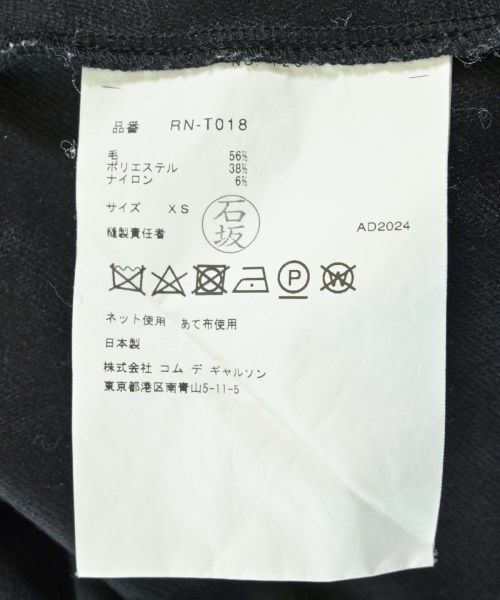 品番 RN-T018
毛 56%
ポリエステル 38%
ナイロン 6%
サイズ XS
縫製責任者 石坂
AD2024
P
W
ネット使用 あて布使用
日本製
株式会社 コム デ ギャルソン
東京都港区南青山5-11-5